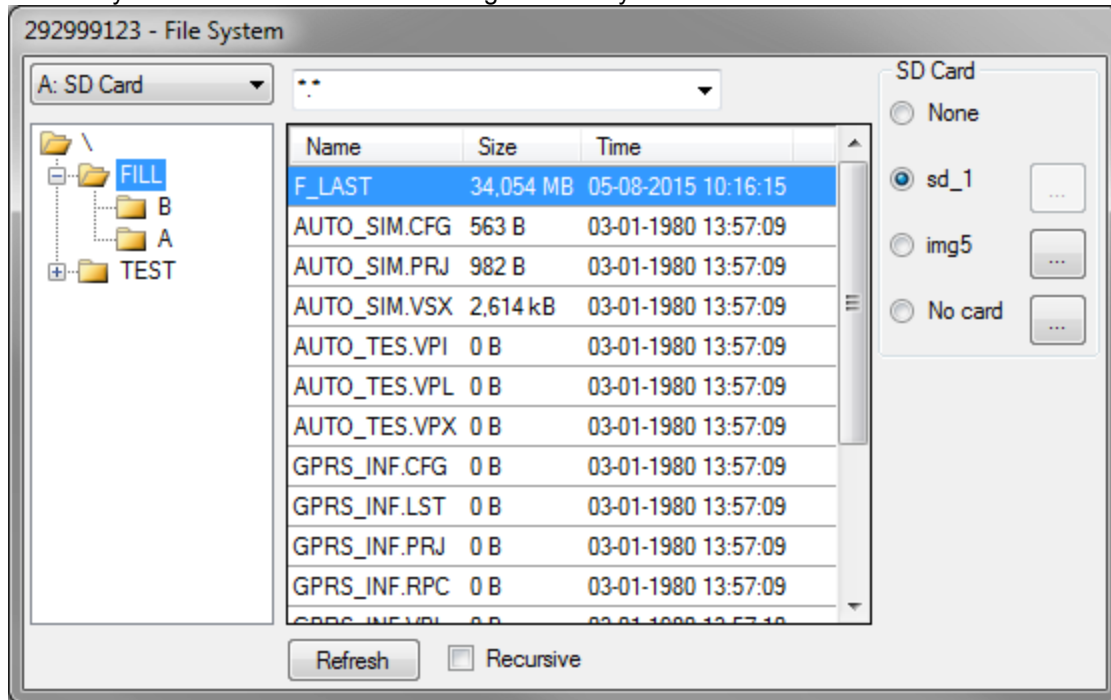 292999123 - File System
A: SD Card
*.*
SD Card
None
sd_1
...
img5
...
No card
...
\
FILL
B
A
TEST
Name Size Time
F_LAST 34,054 MB 05-08-2015 10:16:15
AUTO_SIM.CFG 563 B 03-01-1980 13:57:09
AUTO_SIM.PRJ 982 B 03-01-1980 13:57:09
AUTO_SIM.VSX 2,614 kB 03-01-1980 13:57:09
AUTO_TES.VPI 0 B 03-01-1980 13:57:09
AUTO_TES.VPL 0 B 03-01-1980 13:57:09
AUTO_TES.VPX 0 B 03-01-1980 13:57:09
GPRS_INF.CFG 0 B 03-01-1980 13:57:09
GPRS_INF.LST 0 B 03-01-1980 13:57:09
GPRS_INF.PRJ 0 B 03-01-1980 13:57:09
GPRS_INF.RPC 0 B 03-01-1980 13:57:09
Refresh
Recursive